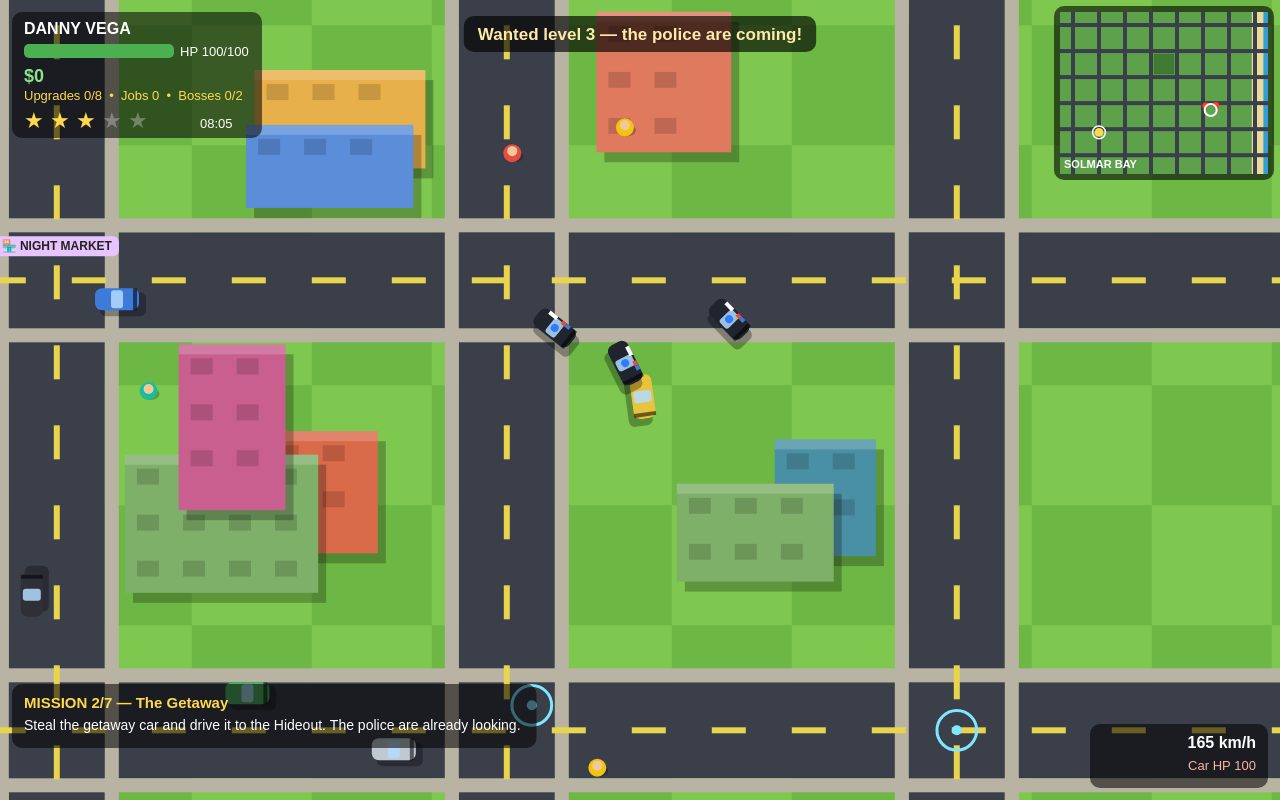 DANNY VEGA
HP 100/100
$0
Upgrades 0/8 • Jobs 0 • Bosses 0/2
08:05
Wanted level 3 — the police are coming!
SOLMAR BAY
NIGHT MARKET
MISSION 2/7 — The Getaway
Steal the getaway car and drive it to the Hideout. The police are already looking.
165 km/h
Car HP 100